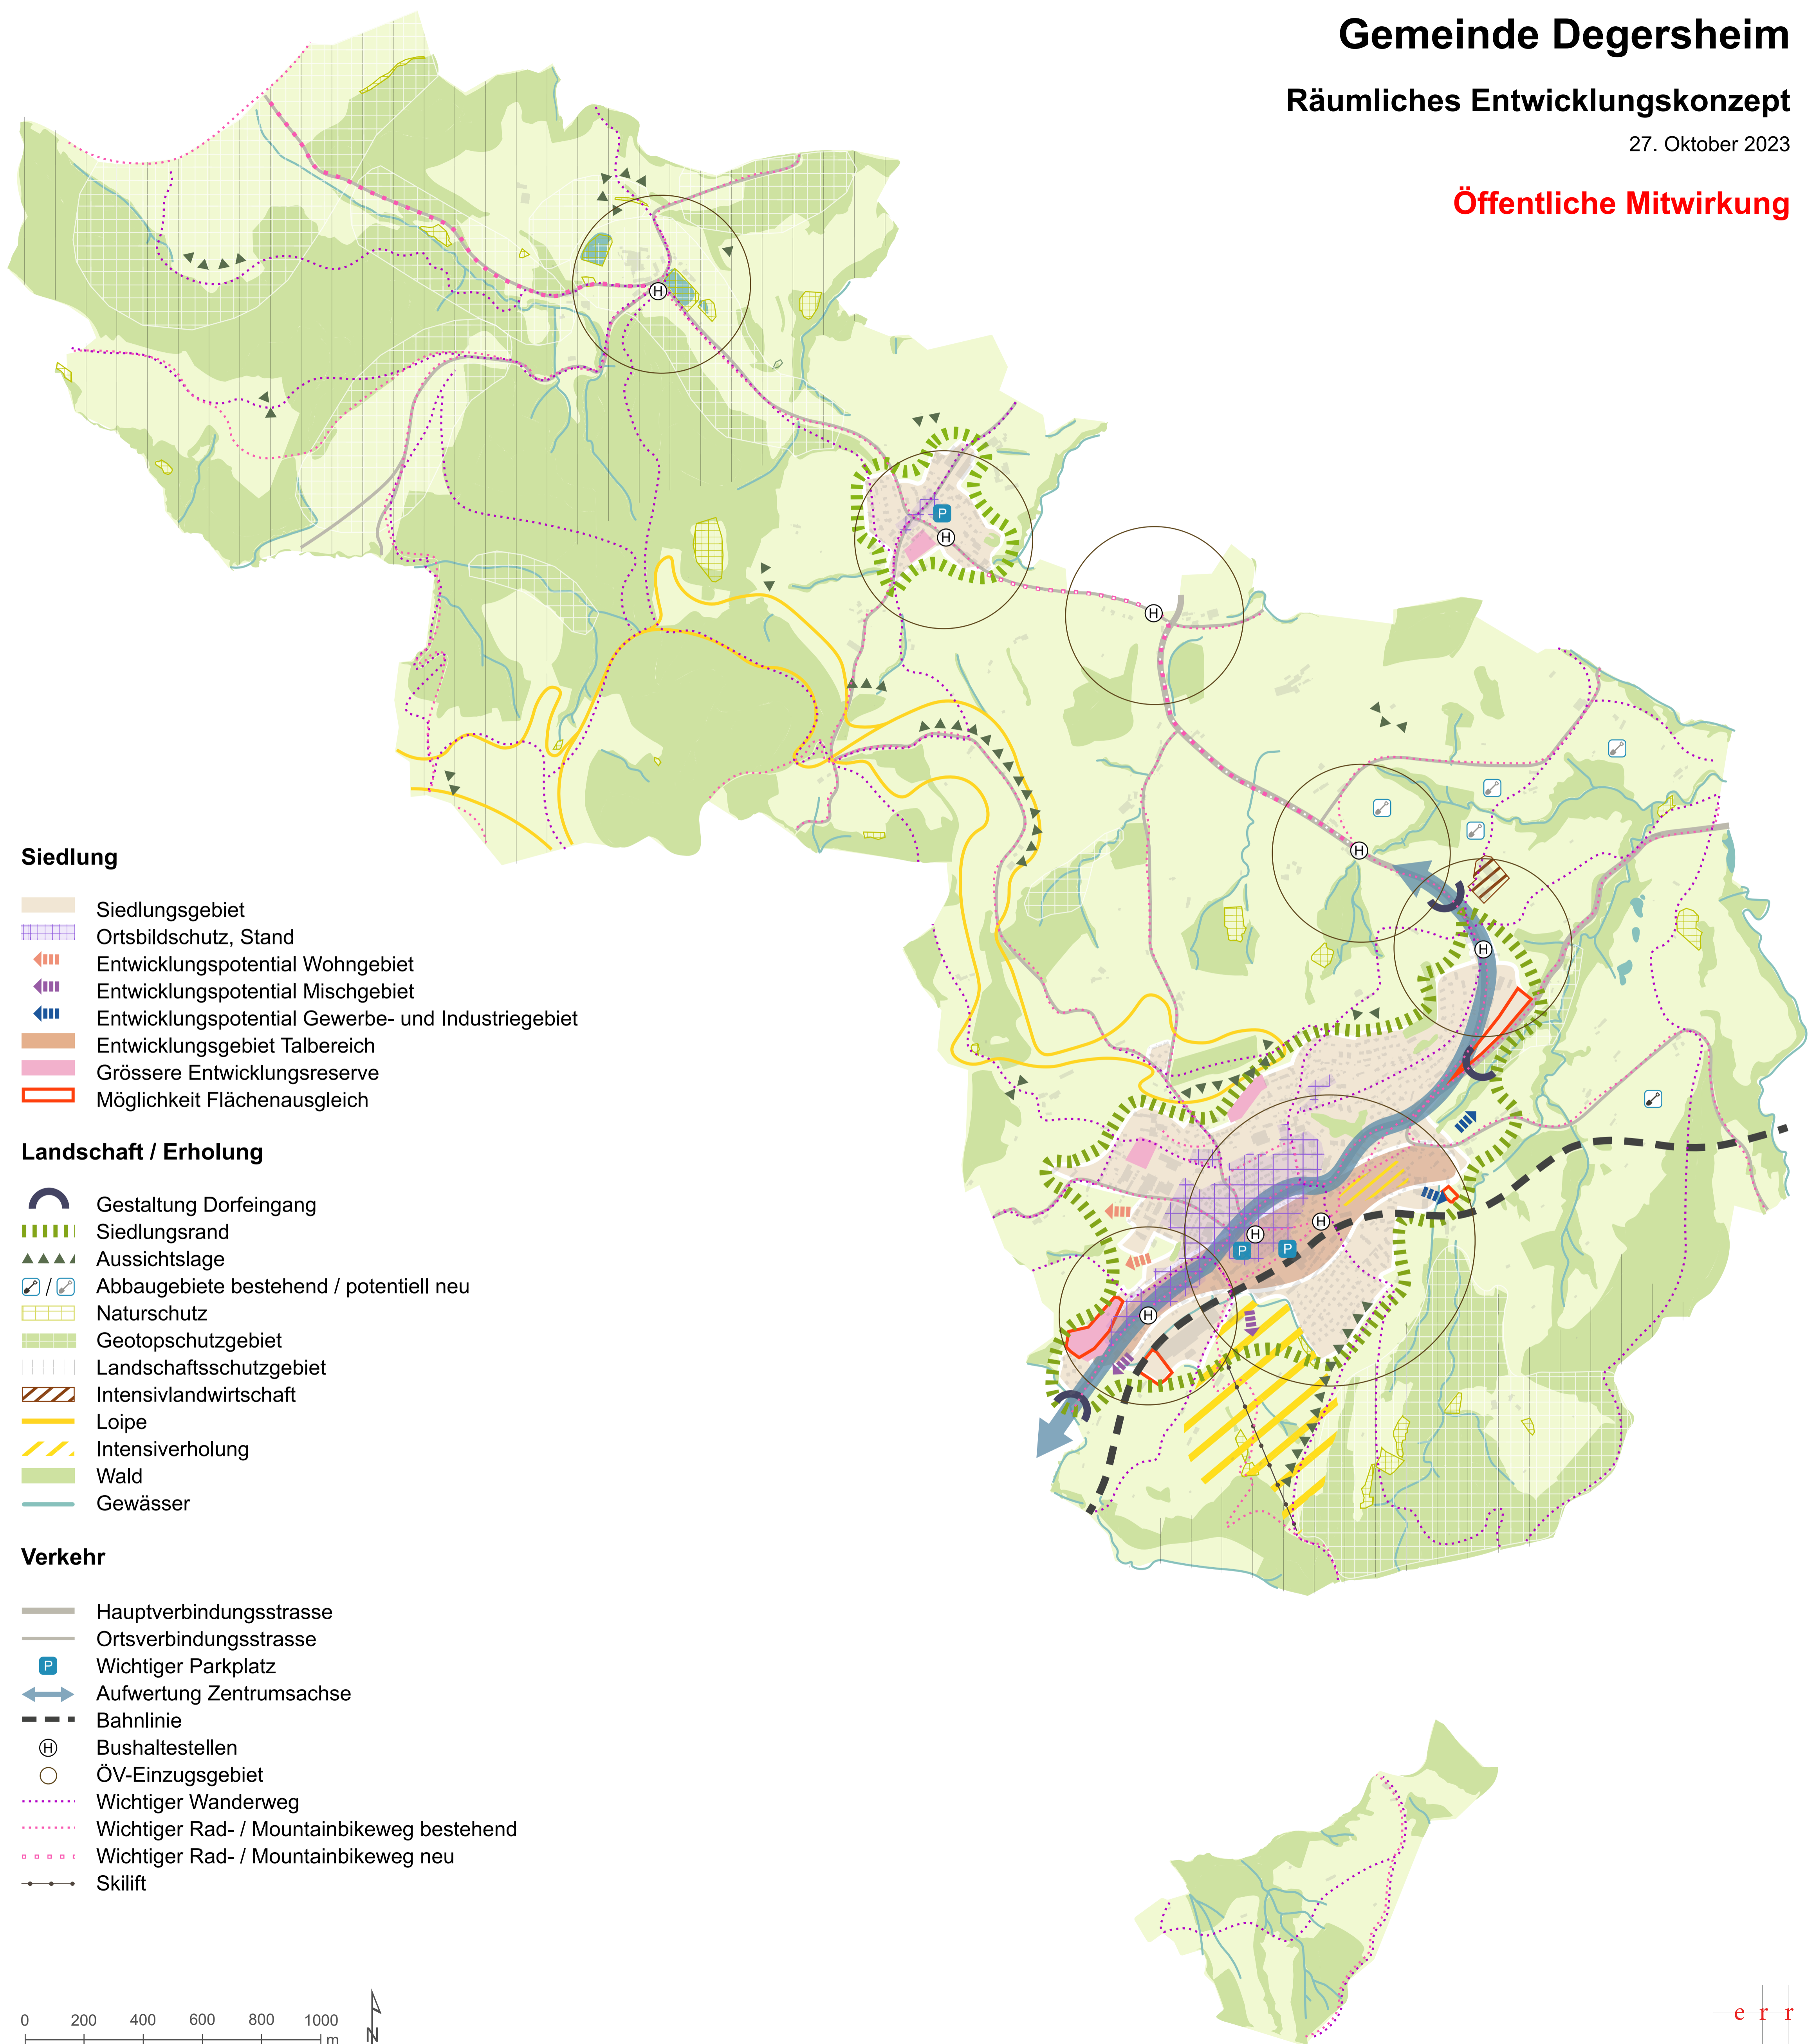 Gemeinde Degersheim
Räumliches Entwicklungskonzept
27. Oktober 2023
Öffentliche Mitwirkung
H
P
H
H
H
H
H
H
P
P
H
Siedlung
Siedlungsgebiet
Ortsbildschutz, Stand
Entwicklungspotential Wohngebiet
Entwicklungspotential Mischgebiet
Entwicklungspotential Gewerbe- und Industriegebiet
Entwicklungsgebiet Talbereich
Grössere Entwicklungsreserve
Möglichkeit Flächenausgleich
Landschaft / Erholung
Gestaltung Dorfeingang
Siedlungsrand
Aussichtslage
/ Abbaugebiete bestehend / potentiell neu
Naturschutz
Geotopschutzgebiet
Landschaftsschutzgebiet
Intensivlandwirtschaft
Loipe
Intensiverholung
Wald
Gewässer
Verkehr
Hauptverbindungsstrasse
Ortsverbindungsstrasse
P Wichtiger Parkplatz
Aufwertung Zentrumsachse
Bahnlinie
H Bushaltestellen
ÖV-Einzugsgebiet
Wichtiger Wanderweg
Wichtiger Rad- / Mountainbikeweg bestehend
Wichtiger Rad- / Mountainbikeweg neu
Skilift
0 200 400 600 800 1000
m
N
e r r